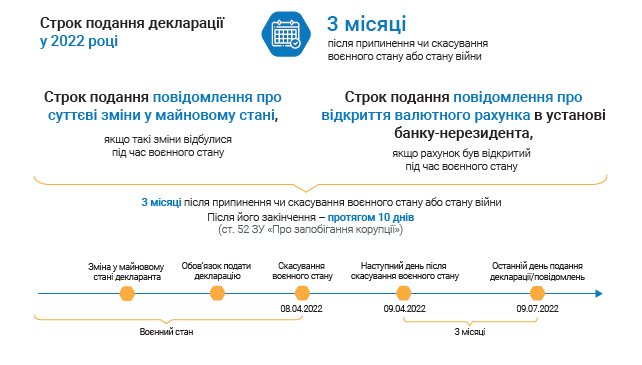 Строк подання декларації
у 2022 році
3 місяці
після припинення чи скасування
воєнного стану або стану війни
Строк подання повідомлення про
суттєві зміни у майновому стані,
якщо такі зміни відбулися
під час воєнного стану
Строк подання повідомлення про
відкриття валютного рахунка в установі
банку-нерезидента,
якщо рахунок був відкритий
під час воєнного стану
3 місяці після припинення чи скасування воєнного стану або стану війни
Після його закінчення – протягом 10 днів
(ст. 52 ЗУ «Про запобігання корупції»)
Зміна у майновому
стані декларанта
Обов'язок подати
декларацію
Скасування
воєнного стану
Наступний день після
скасування воєнного стану
Останній день подання
декларації/повідомлень
08.04.2022
09.04.2022
09.07.2022
Воєнний стан
3 місяці